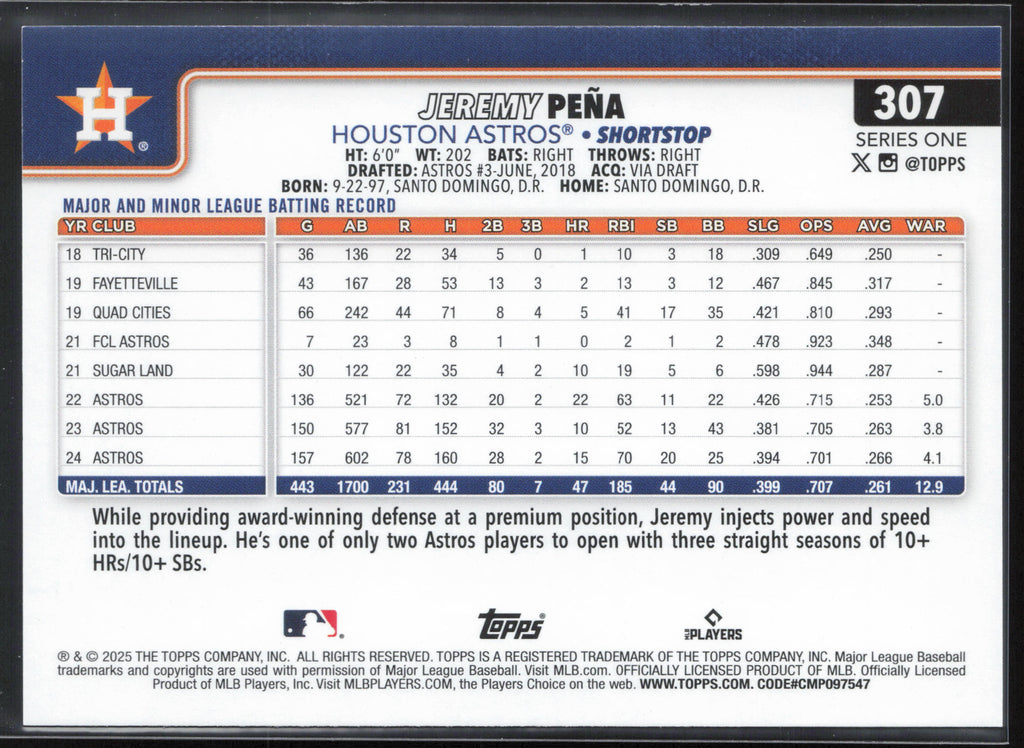 H
®
JEREMY PEÑA
307
HOUSTON ASTROS® • SHORTSTOP
SERIES ONE
HT: 6'0" WT: 202 BATS: RIGHT THROWS: RIGHT
@TOPPS
DRAFTED: ASTROS #3-JUNE, 2018 ACQ: VIA DRAFT
BORN: 9-22-97, SANTO DOMINGO, D.R. HOME: SANTO DOMINGO, D.R.
MAJOR AND MINOR LEAGUE BATTING RECORD
YR CLUB G AB R H 2B 3B HR RBI SB BB SLG OPS AVG WAR
18 TRI-CITY 36 136 22 34 5 0 1 10 3 18 .309 .649 .250 -
19 FAYETTEVILLE 43 167 28 53 13 3 2 13 3 12 .467 .845 .317 -
19 QUAD CITIES 66 242 44 71 8 4 5 41 17 35 .421 .810 .293 -
21 FCL ASTROS 7 23 3 8 1 1 0 2 1 2 .478 .923 .348 -
21 SUGAR LAND 30 122 22 35 4 2 10 19 5 6 .598 .944 .287 -
22 ASTROS 136 521 72 132 20 2 22 63 11 22 .426 .715 .253 5.0
23 ASTROS 150 577 81 152 32 3 10 52 13 43 .381 .705 .263 3.8
24 ASTROS 157 602 78 160 28 2 15 70 20 25 .394 .701 .266 4.1
MAJ. LEA. TOTALS 443 1700 231 444 80 7 47 185 44 90 .399 .707 .261 12.9
While providing award-winning defense at a premium position, Jeremy injects power and speed
into the lineup. He's one of only two Astros players to open with three straight seasons of 10+
HRs/10+ SBs.
TOPPS®
MLB PLAYERS
® & © 2025 THE TOPPS COMPANY, INC. ALL RIGHTS RESERVED. TOPPS IS A REGISTERED TRADEMARK OF THE TOPPS COMPANY, INC. Major League Baseball
trademarks and copyrights are used with permission of Major League Baseball. Visit MLB.com. OFFICIALLY LICENSED PRODUCT OF MLB. Officially Licensed
Product of MLB Players, Inc. Visit MLBPLAYERS.COM, the Players Choice on the web. WWW.TOPPS.COM. CODE#CMP097547